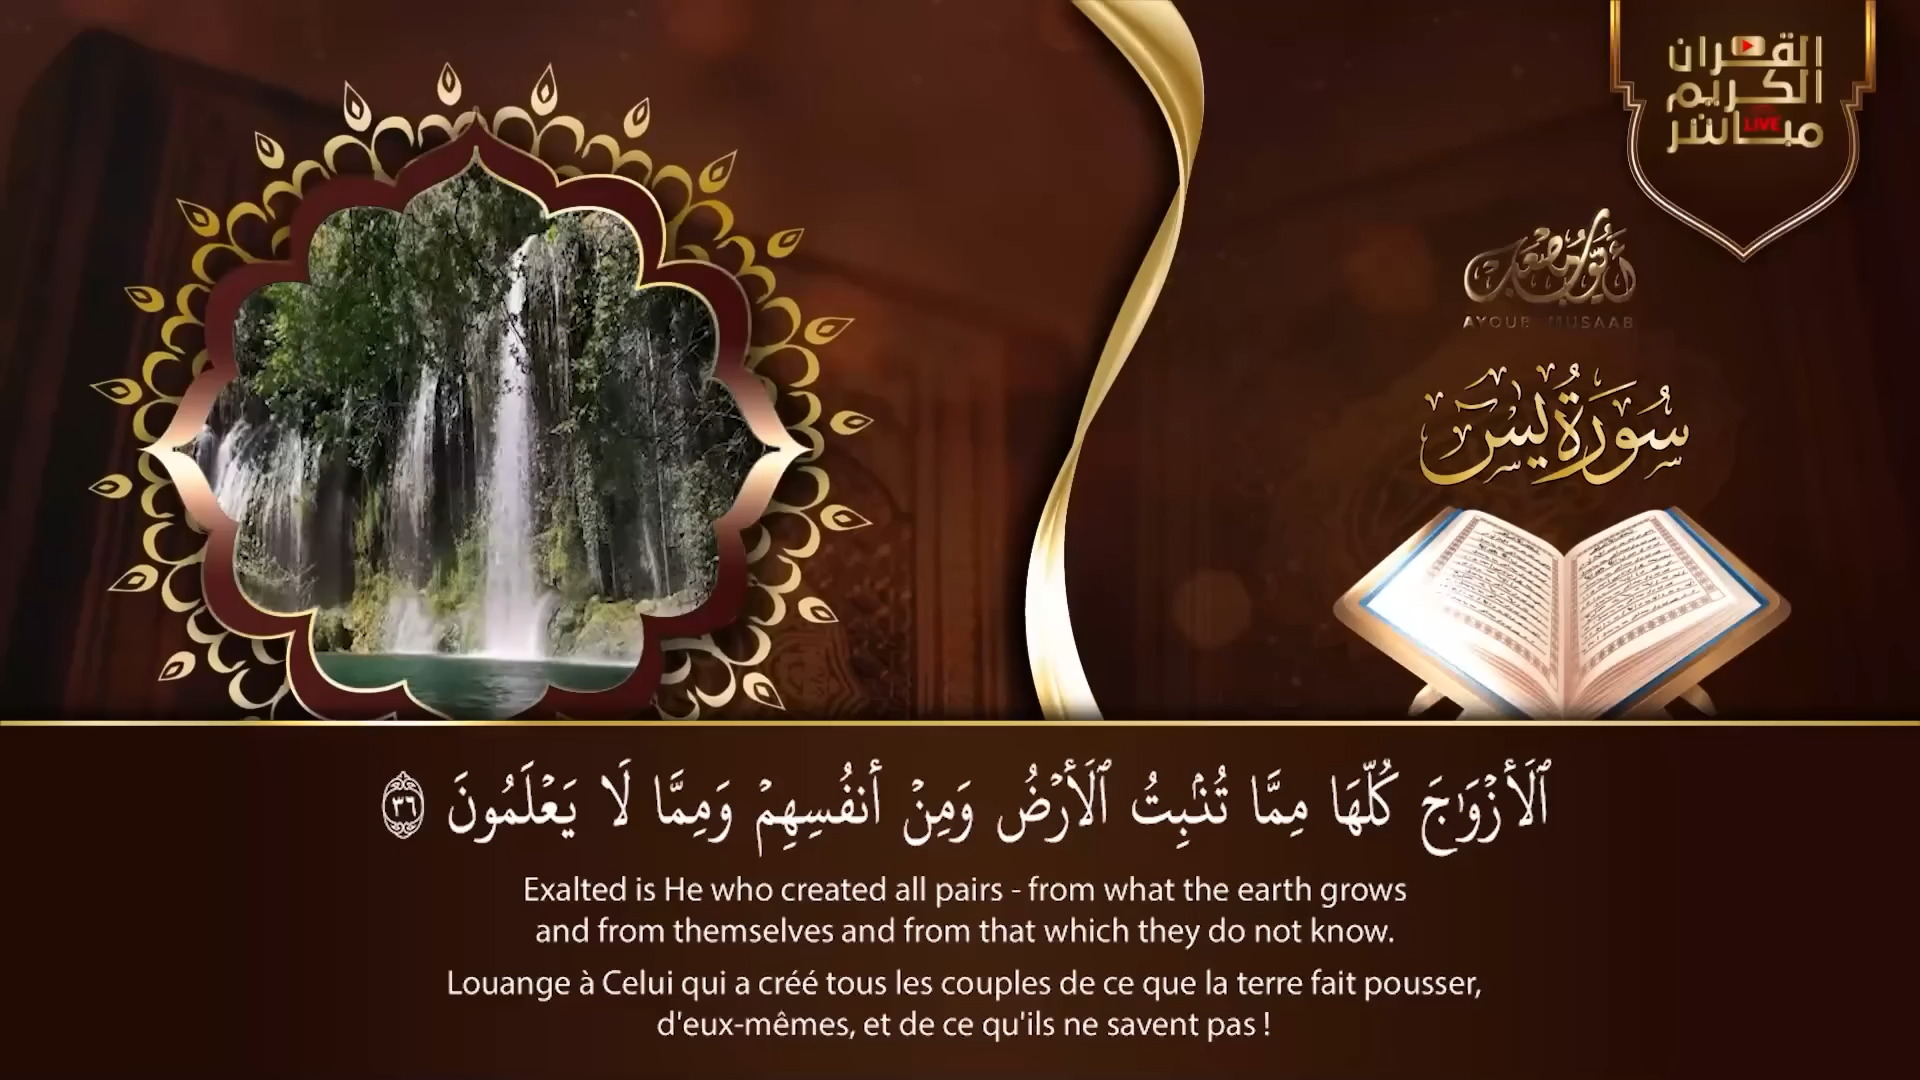 القرآن
الكريم
مباشر
LIVE
أيوب مصعب
AYOUB MUSAAB
سُورَةُ يسٓ
ٱلْأَزْوَٰجَ كُلَّهَا مِمَّا تُنۢبِتُ ٱلْأَرْضُ وَمِنْ أَنفُسِهِمْ وَمِمَّا لَا يَعْلَمُونَ ٣٦
Exalted is He who created all pairs - from what the earth grows
and from themselves and from that which they do not know.
Louange à Celui qui a créé tous les couples de ce que la terre fait pousser,
d'eux-mêmes, et de ce qu'ils ne savent pas !